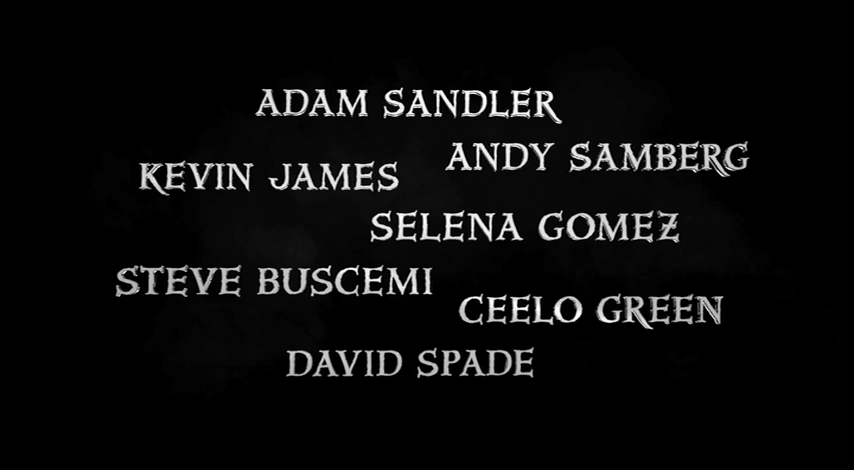 ADAM SANDLER
ANDY SAMBERG
KEVIN JAMES
SELENA GOMEZ
STEVE BUSCEMI
CEELO GREEN
DAVID SPADE